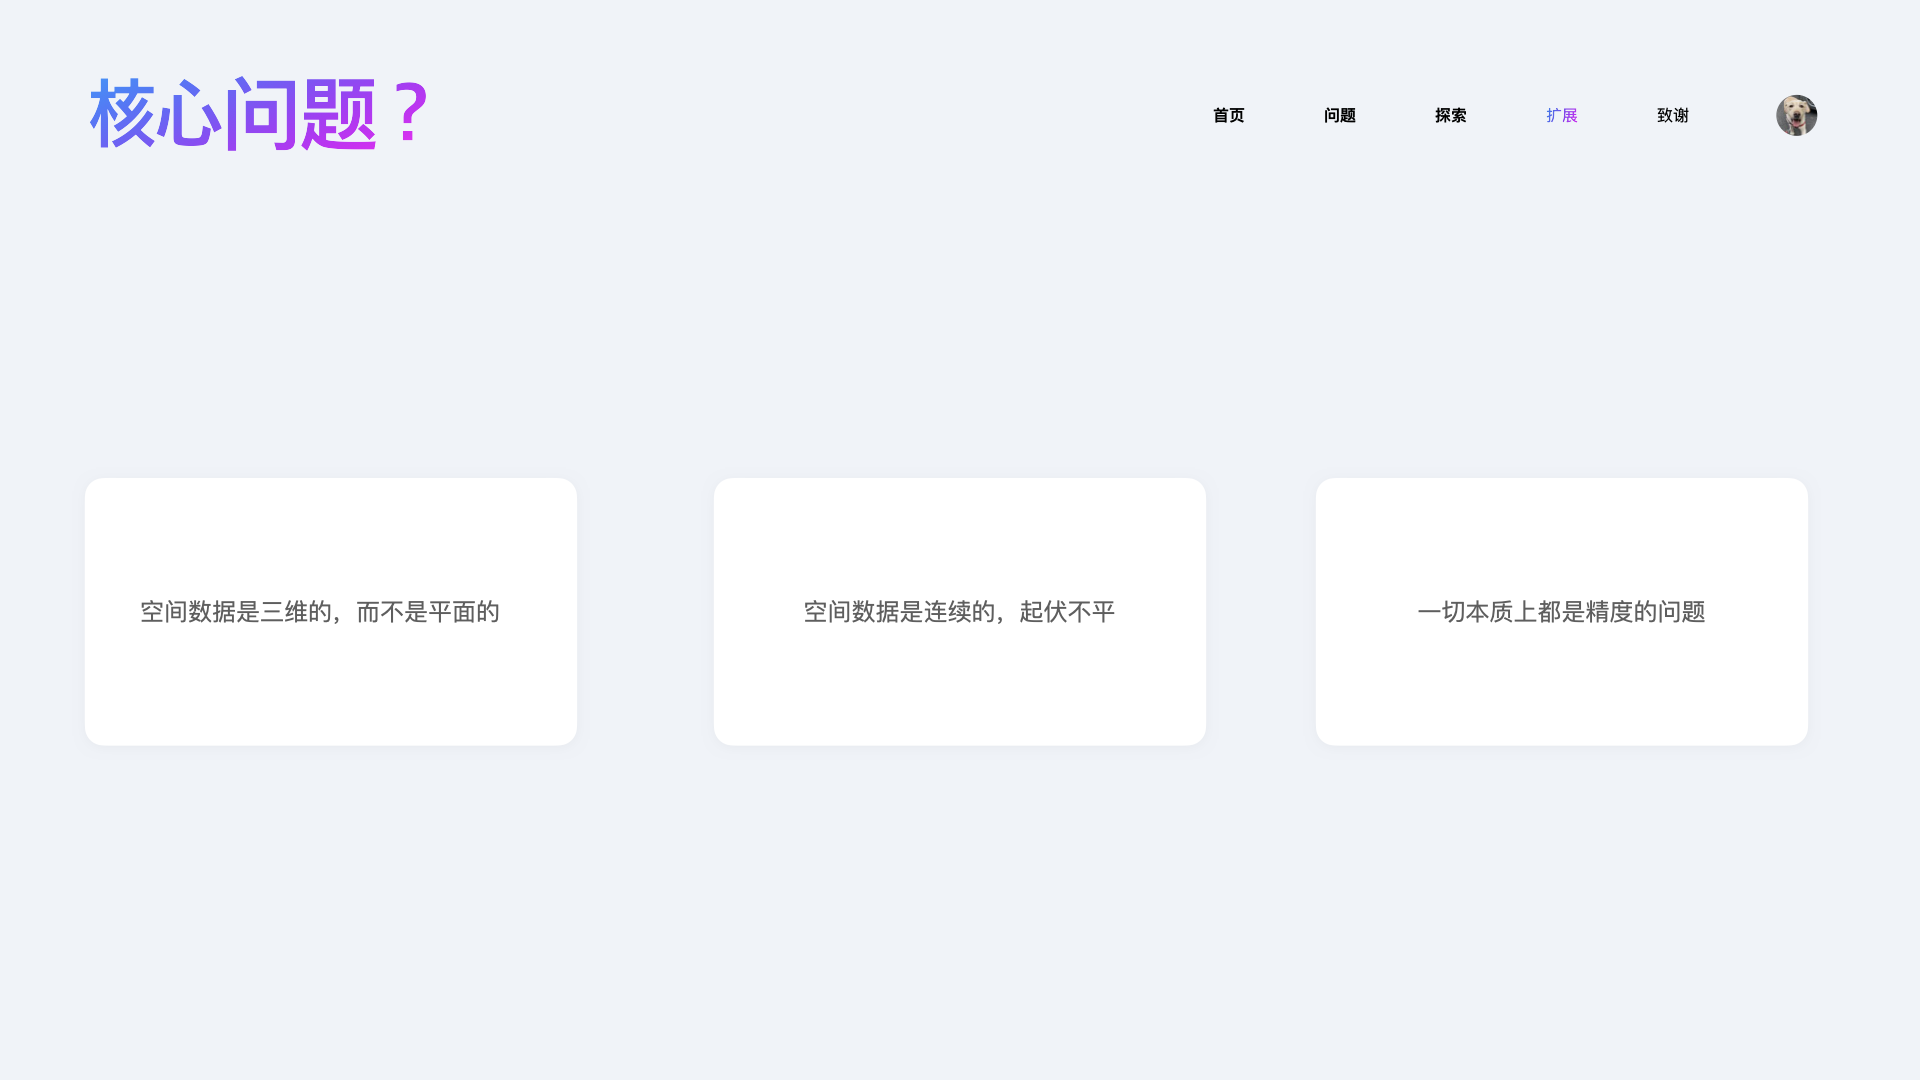 核心问题？
首页 问题 探索 扩展 致谢
空间数据是三维的，而不是平面的
空间数据是连续的，起伏不平
一切本质上都是精度的问题